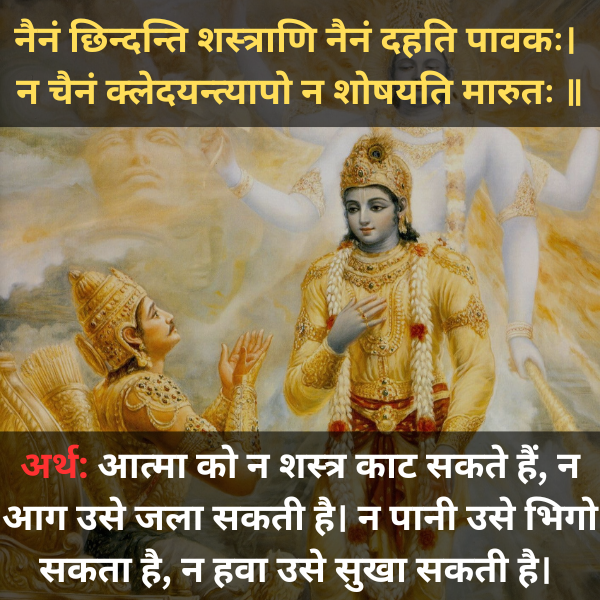 नैनं छिन्दन्ति शस्त्राणि नैनं दहति पावकः।
न चैनं क्लेदयन्त्यापो न शोषयति मारुतः ॥
अर्थ: आत्मा को न शस्त्र काट सकते हैं, न
आग उसे जला सकती है। न पानी उसे भिगो
सकता है, न हवा उसे सुखा सकती है।